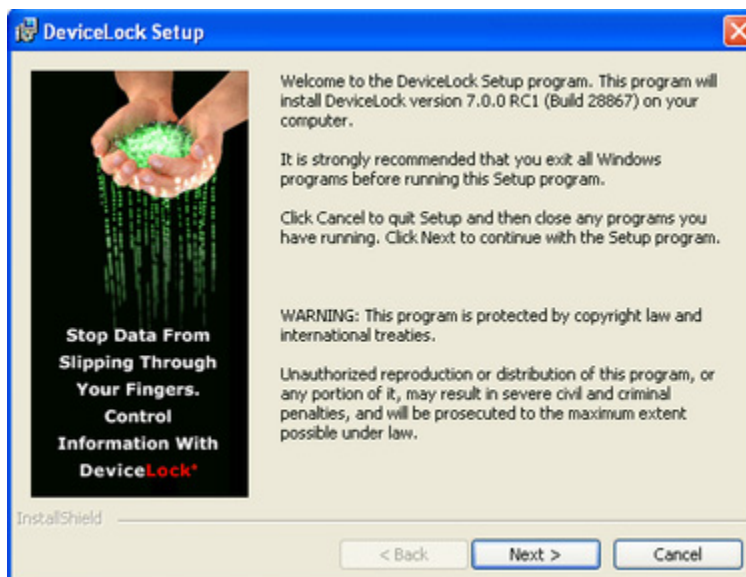 DeviceLock Setup
Welcome to the DeviceLock Setup program. This program will
install DeviceLock version 7.0.0 RC1 (Build 28867) on your
computer.
It is strongly recommended that you exit all Windows
programs before running this Setup program.
Click Cancel to quit Setup and then close any programs you
have running. Click Next to continue with the Setup program.
WARNING: This program is protected by copyright law and
international treaties.
Unauthorized reproduction or distribution of this program, or
any portion of it, may result in severe civil and criminal
penalties, and will be prosecuted to the maximum extent
possible under law.
Stop Data From
Slipping Through
Your Fingers.
Control
Information With
DeviceLock*
InstallShield
< Back
Next >
Cancel